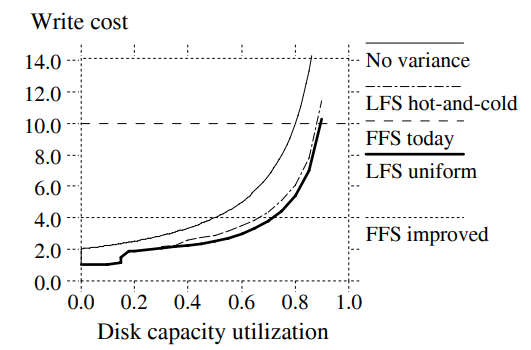 Write cost
14.0
12.0
10.0
8.0
6.0
4.0
2.0
0.0
0.0 0.2 0.4 0.6 0.8 1.0
Disk capacity utilization
No variance
LFS hot-and-cold
FFS today
LFS uniform
FFS improved